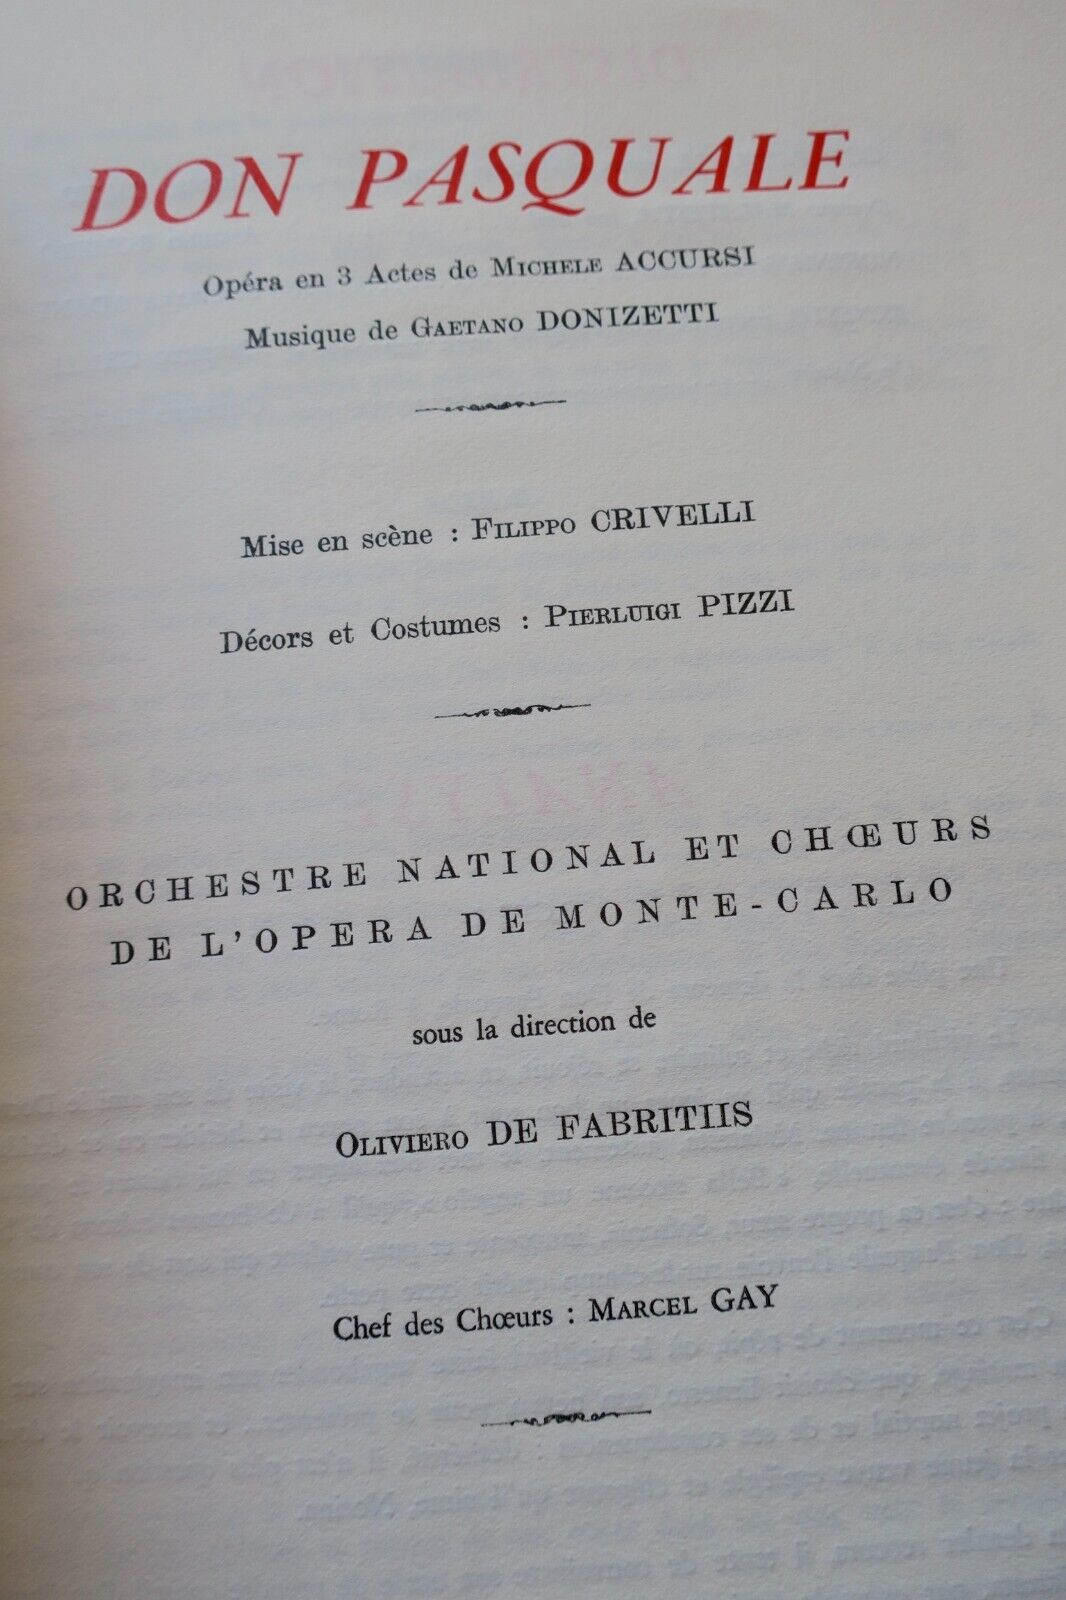 DON PASQUALE
Opéra en 3 Actes de MICHELE ACCURSI
Musique de GAETANO DONIZETTI
Mise en scène : FILIPPO CRIVELLI
Décors et Costumes : PIERLUIGI PIZZI
ORCHESTRE NATIONAL ET CHŒURS
DE L'OPERA DE MONTE-CARLO
sous la direction de
OLIVIERO DE FABRITIIS
Chef des Chœurs : MARCEL GAY